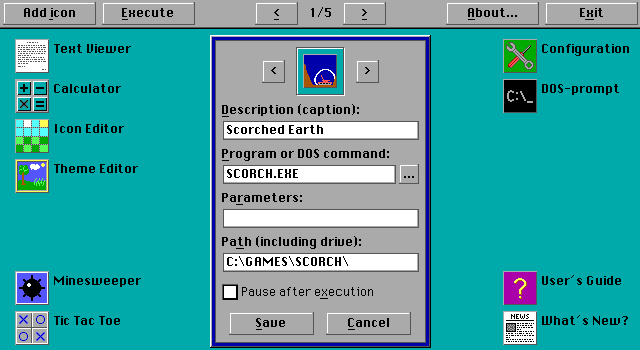 Add icon Execute < 1/5 > About... Exit
Text Viewer
Calculator
Icon Editor
Theme Editor
Minesweeper
Tic Tac Toe
< >
Description (caption):
Scorched Earth
Program or DOS command:
SCORCH.EXE ...
Parameters:
Path (including drive):
C:\GAMES\SCORCH\
Pause after execution
Save Cancel
Configuration
C:\_ DOS-prompt
? User's Guide
NEWS
What's New?